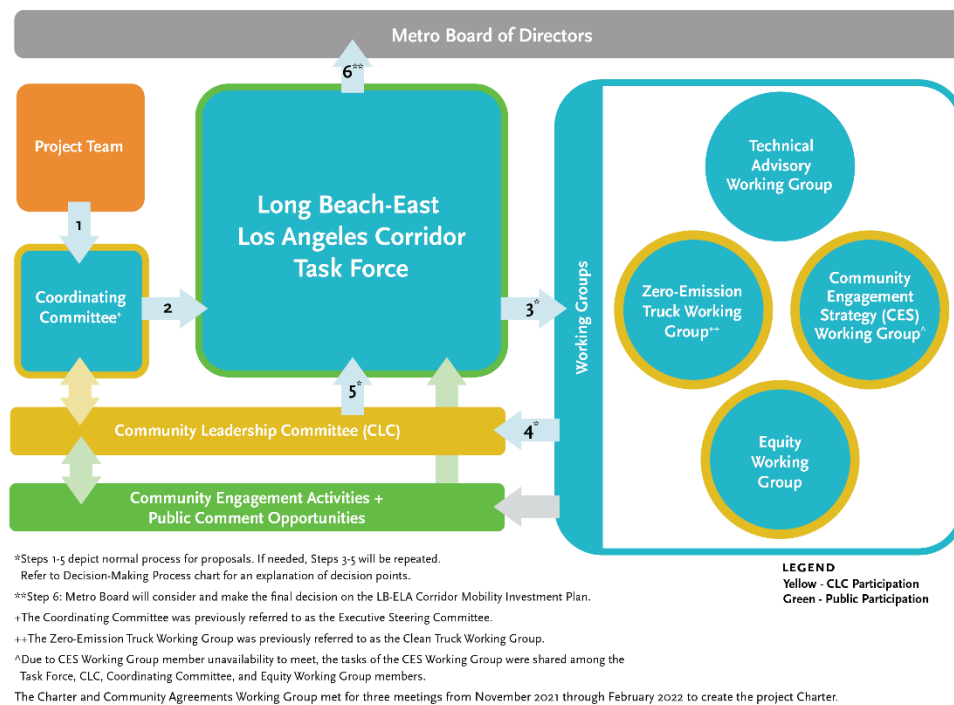 Metro Board of Directors
6**
Project Team
1
Long Beach-East
Los Angeles Corridor
Task Force
Coordinating
Committee+
2
3*
Working Groups
Technical
Advisory
Working Group
Zero-Emission
Truck Working
Group++
Community
Engagement
Strategy (CES)
Working Group^
Equity
Working
Group
5*
Community Leadership Committee (CLC)
4*
Community Engagement Activities +
Public Comment Opportunities
*Steps 1-5 depict normal process for proposals. If needed, Steps 3-5 will be repeated.
Refer to Decision-Making Process chart for an explanation of decision points.
**Step 6: Metro Board will consider and make the final decision on the LB-ELA Corridor Mobility Investment Plan.
+The Coordinating Committee was previously referred to as the Executive Steering Committee.
++The Zero-Emission Truck Working Group was previously referred to as the Clean Truck Working Group.
^Due to CES Working Group member unavailability to meet, the tasks of the CES Working Group were shared among the
Task Force, CLC, Coordinating Committee, and Equity Working Group members.
The Charter and Community Agreements Working Group met for three meetings from November 2021 through February 2022 to create the project Charter.
LEGEND
Yellow - CLC Participation
Green - Public Participation